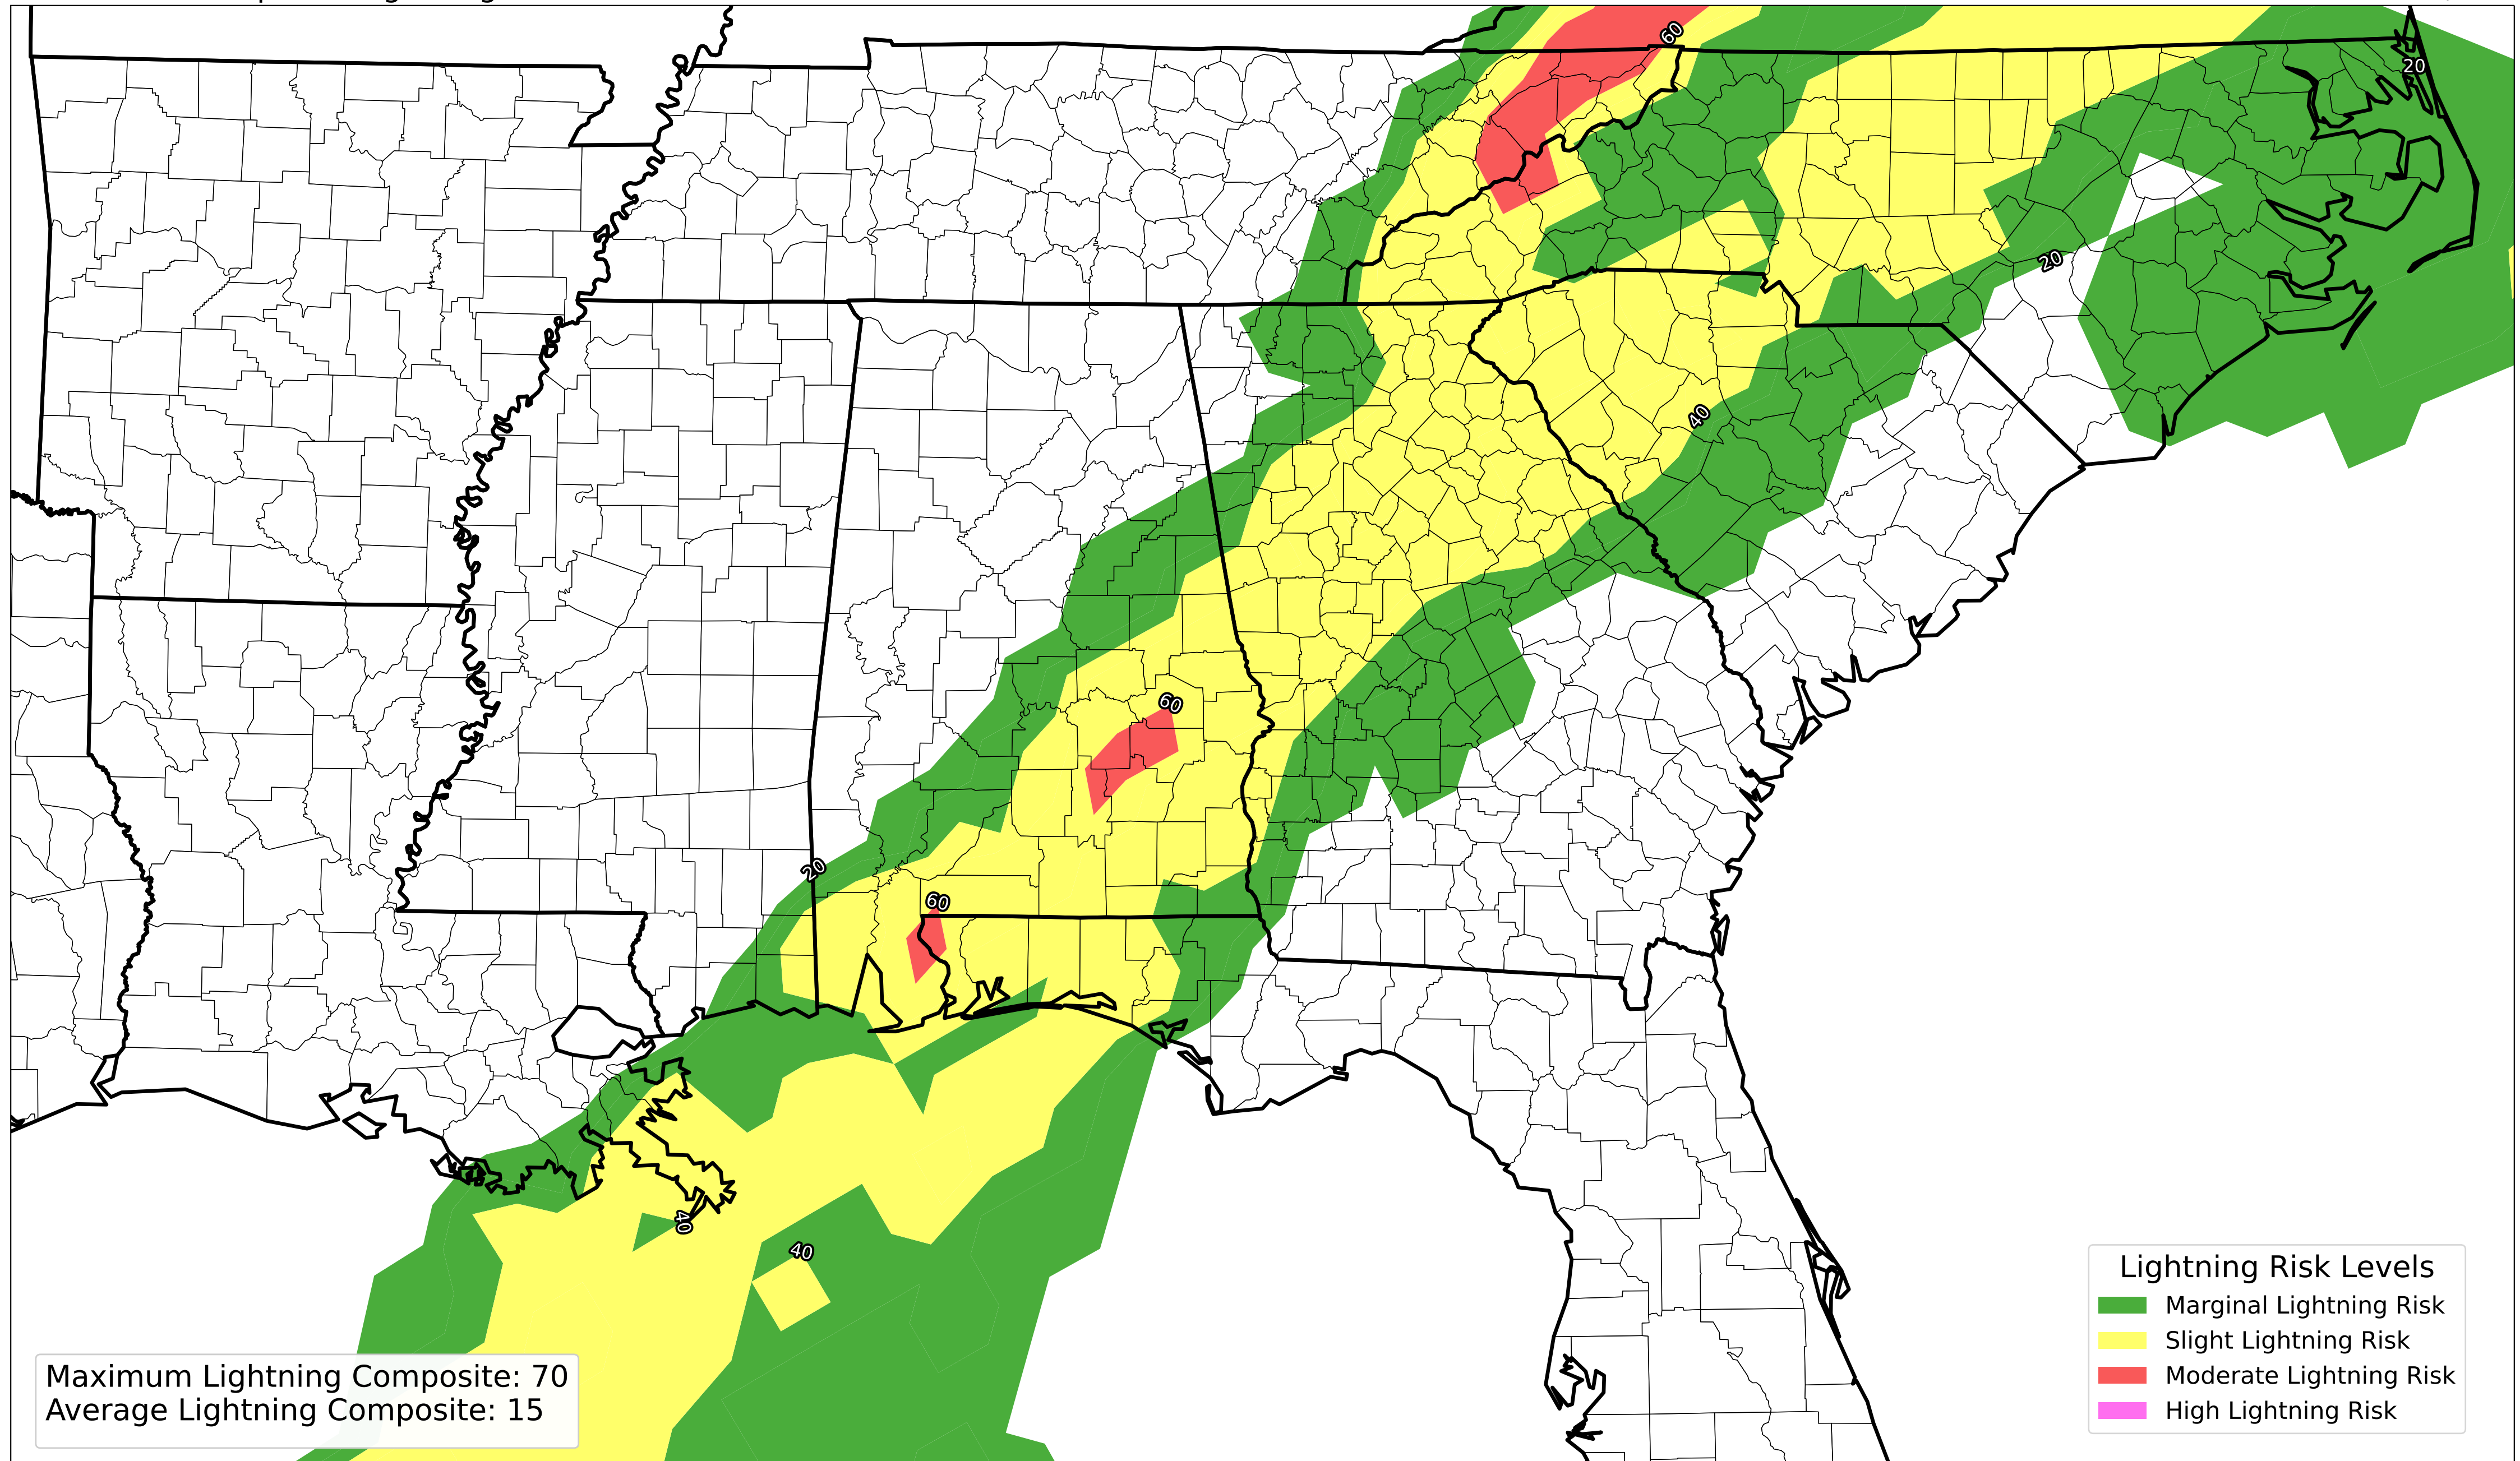 60
20
20
40
60
20
60
40
40
Lightning Risk Levels
Marginal Lightning Risk
Slight Lightning Risk
Moderate Lightning Risk
High Lightning Risk
Maximum Lightning Composite: 70
Average Lightning Composite: 15